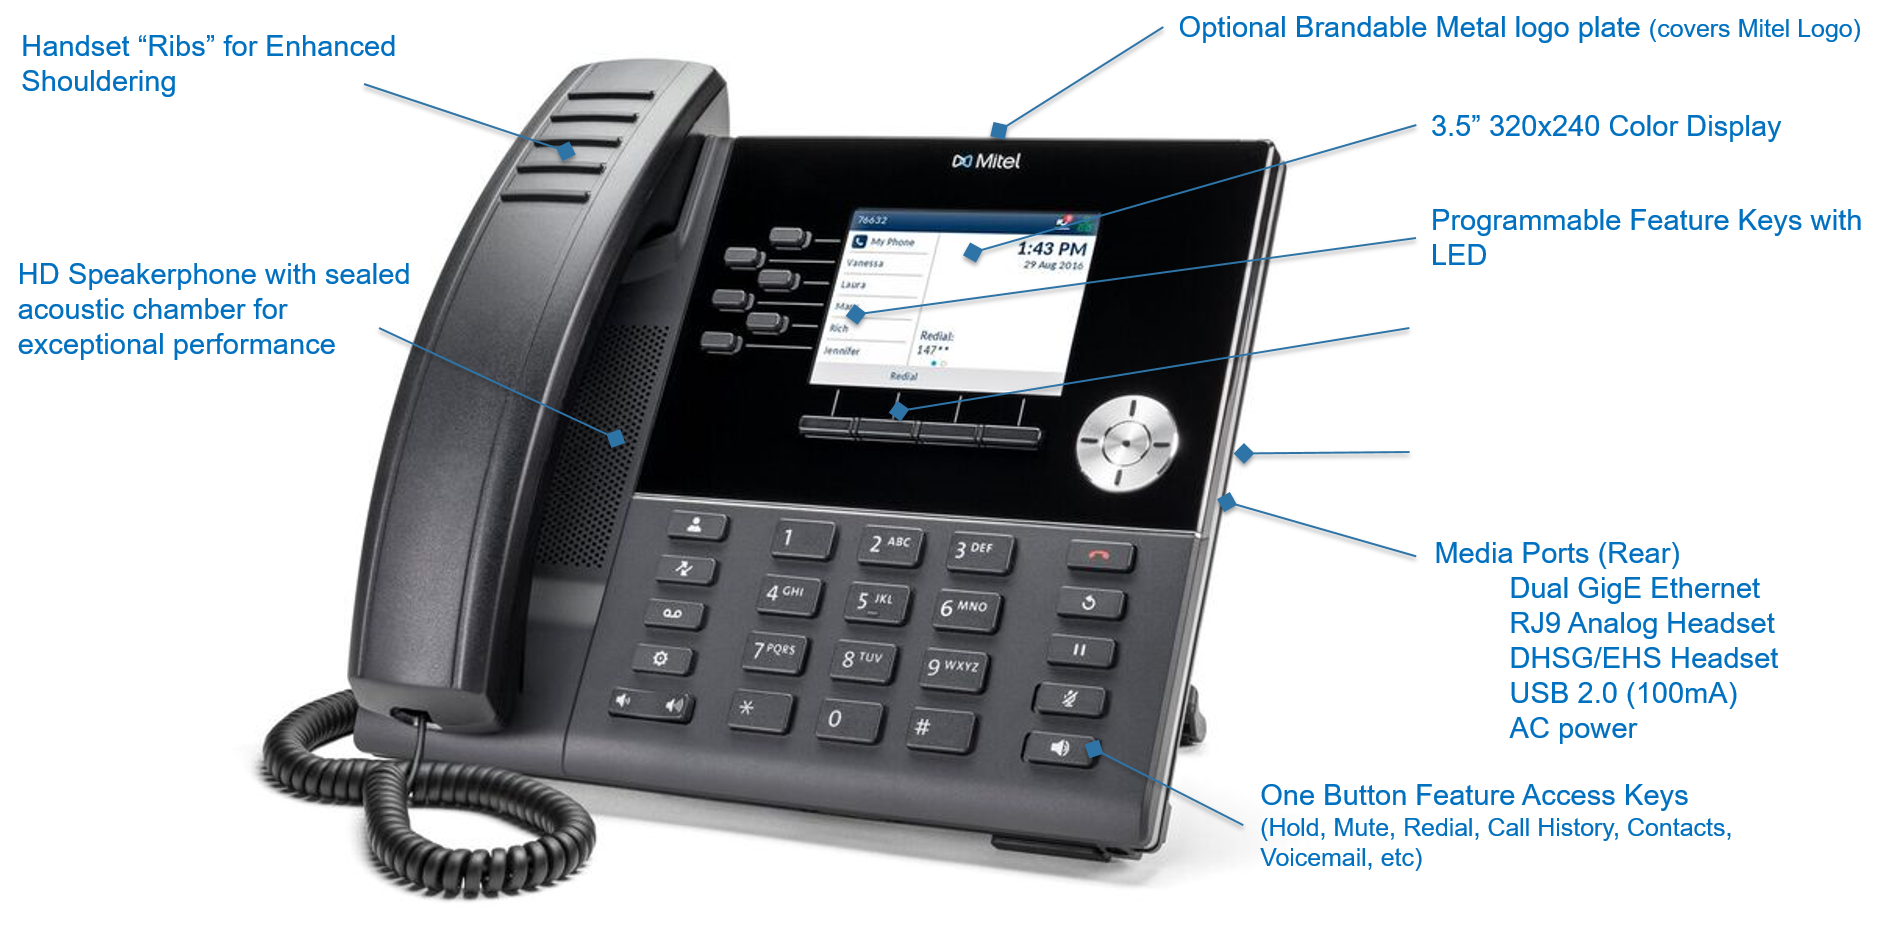 Handset “Ribs” for Enhanced
Shouldering
HD Speakerphone with sealed
acoustic chamber for
exceptional performance
Optional Brandable Metal logo plate (covers Mitel Logo)
3.5” 320x240 Color Display
Programmable Feature Keys with
LED
Media Ports (Rear)
Dual GigE Ethernet
RJ9 Analog Headset
DHSG/EHS Headset
USB 2.0 (100mA)
AC power
One Button Feature Access Keys
(Hold, Mute, Redial, Call History, Contacts,
Voicemail, etc)
Mitel
76632
My Phone
1:43 PM
Vanessa
29 Aug 2016
Laura
Rich
Redial:
Jennifer
147**
Redial
1
2 ABC
3 DEF
4 GHI
5 JKL
6 MNO
7 PQRS
8 TUV
9 WXYZ
*
0
#